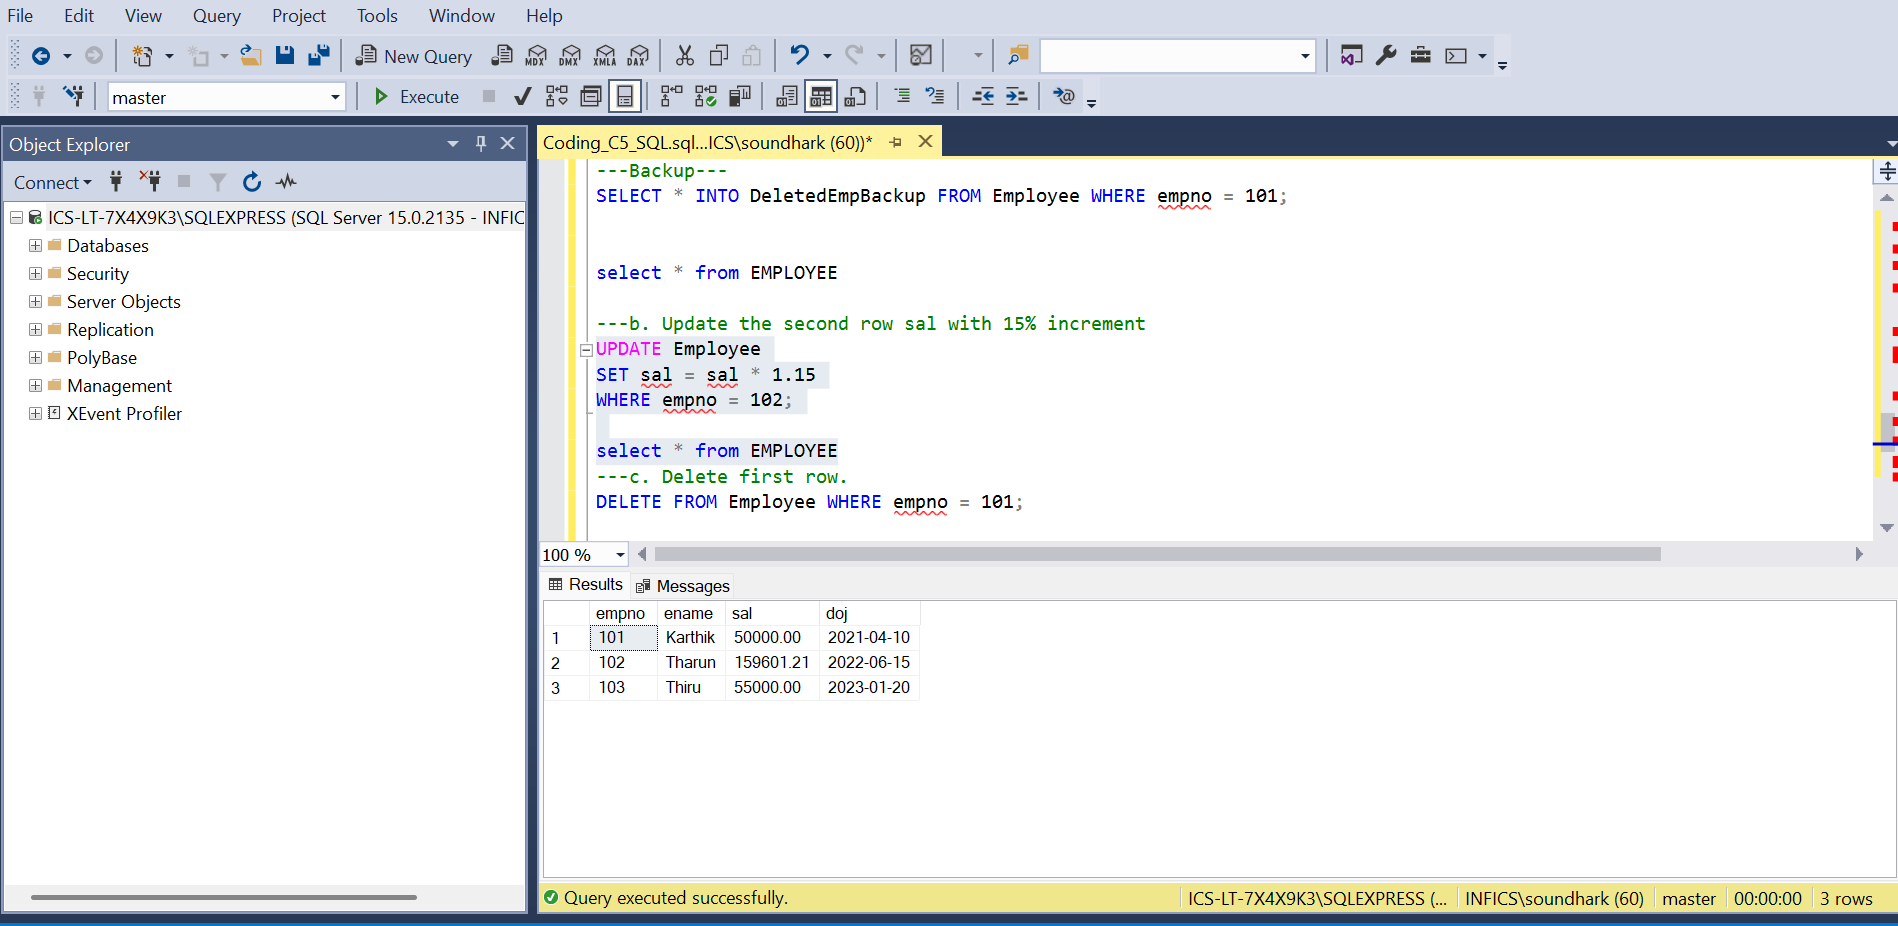 File Edit View Query Project Tools Window Help
New Query MDX DMX XMLA DAX
master Execute
Object Explorer
Connect
ICS-LT-7X4X9K3\SQLEXPRESS (SQL Server 15.0.2135 - INFIC
Databases
Security
Server Objects
Replication
PolyBase
Management
XEvent Profiler
Coding_C5_SQL.sql...ICS\soundhark (60))*
---Backup---
SELECT * INTO DeletedEmpBackup FROM Employee WHERE empno = 101;
select * from EMPLOYEE
---b. Update the second row sal with 15% increment
UPDATE Employee
SET sal = sal * 1.15
WHERE empno = 102;
select * from EMPLOYEE
---c. Delete first row.
DELETE FROM Employee WHERE empno = 101;
100 %
Results Messages
empno ename sal doj
1 101 Karthik 50000.00 2021-04-10
2 102 Tharun 159601.21 2022-06-15
3 103 Thiru 55000.00 2023-01-20
Query executed successfully. ICS-LT-7X4X9K3\SQLEXPRESS (... INFICS\soundhark (60) master 00:00:00 3 rows